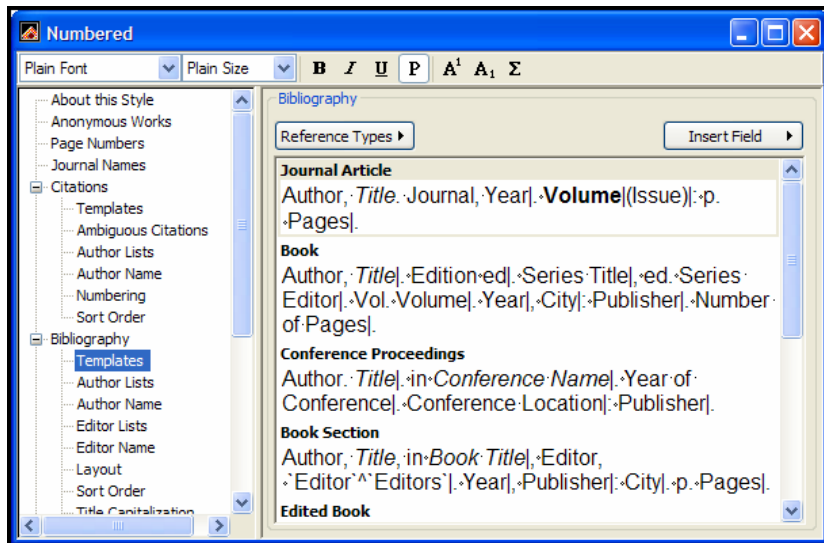 Numbered
Plain Font Plain Size B I U P A¹ A₁ Σ
About this Style
Anonymous Works
Page Numbers
Journal Names
Citations
Templates
Ambiguous Citations
Author Lists
Author Name
Numbering
Sort Order
Bibliography
Templates
Author Lists
Author Name
Editor Lists
Editor Name
Layout
Sort Order
Title Capitalization
Bibliography
Reference Types Insert Field
Journal Article
Author,·Title.·Journal,·Year|.⋄Volume|(Issue)|:⋄p.
⋄Pages|.
Book
Author,·Title|.⋄Edition⋄ed|.⋄Series·Title|,⋄ed.⋄Series·
Editor|.⋄Vol.⋄Volume|.⋄Year|,⋄City|:⋄Publisher|.⋄Number·
of·Pages|.
Conference Proceedings
Author.·Title|.⋄in⋄Conference·Name|.⋄Year·of·
Conference|.⋄Conference·Location|:⋄Publisher|.
Book Section
Author,·Title,·in⋄Book·Title|,⋄Editor,
⋄`Editor`^`Editors`|.⋄Year|,⋄Publisher|:⋄City|.⋄p.⋄Pages|.
Edited Book